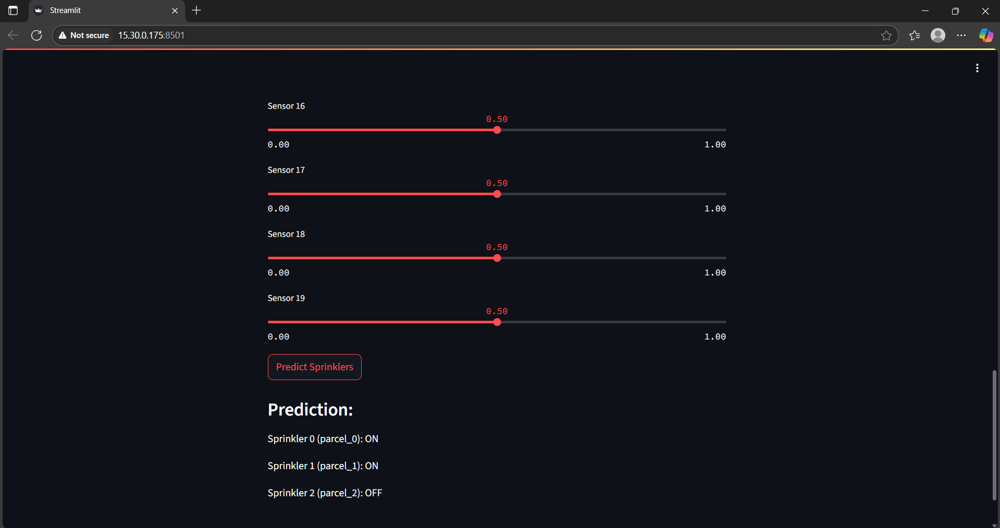 Streamlit
Not secure 15.30.0.175:8501
Sensor 16
0.50
0.00 1.00
Sensor 17
0.50
0.00 1.00
Sensor 18
0.50
0.00 1.00
Sensor 19
0.50
0.00 1.00
Predict Sprinklers
Prediction:
Sprinkler 0 (parcel_0): ON
Sprinkler 1 (parcel_1): ON
Sprinkler 2 (parcel_2): OFF